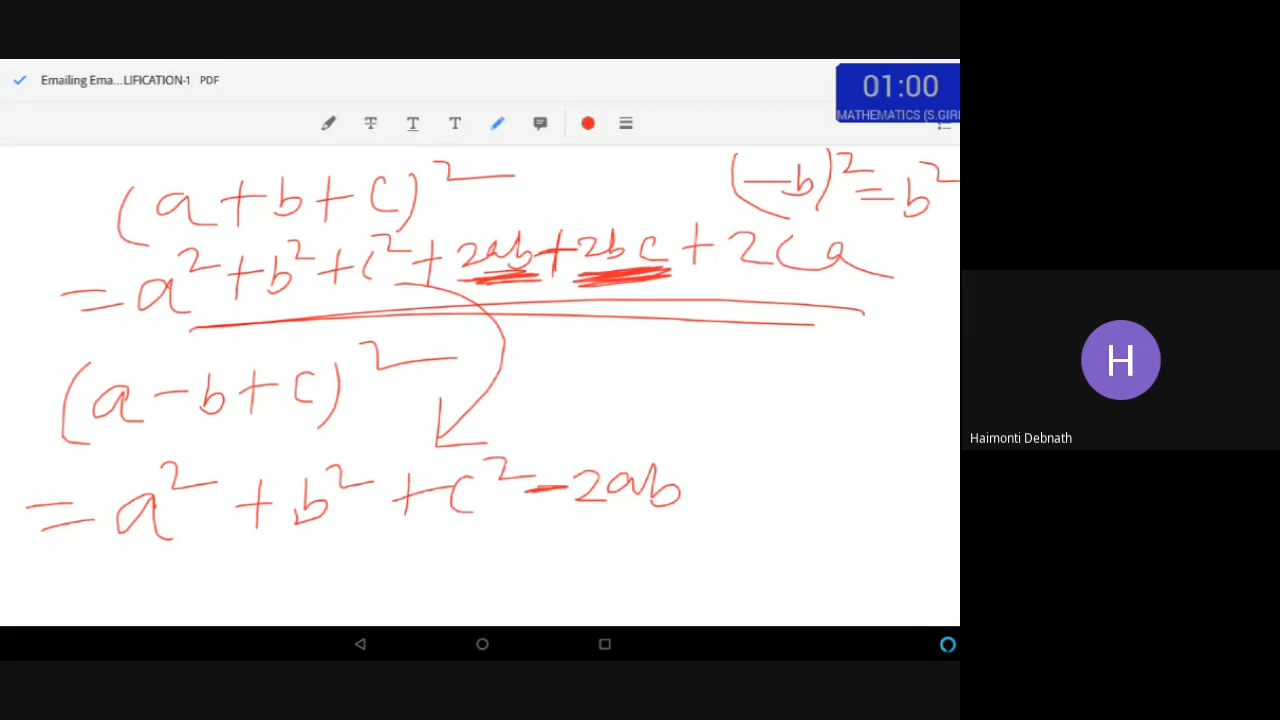 Emailing Ema...LIFICATION-1 PDF
01:00
MATHEMATICS (S.GIRI
(a+b+c)²
(-b)² = b²
= a² + b² + c² + 2ab + 2bc + 2ca
(a-b+c)²
= a² + b² + c² - 2ab
H
Haimonti Debnath